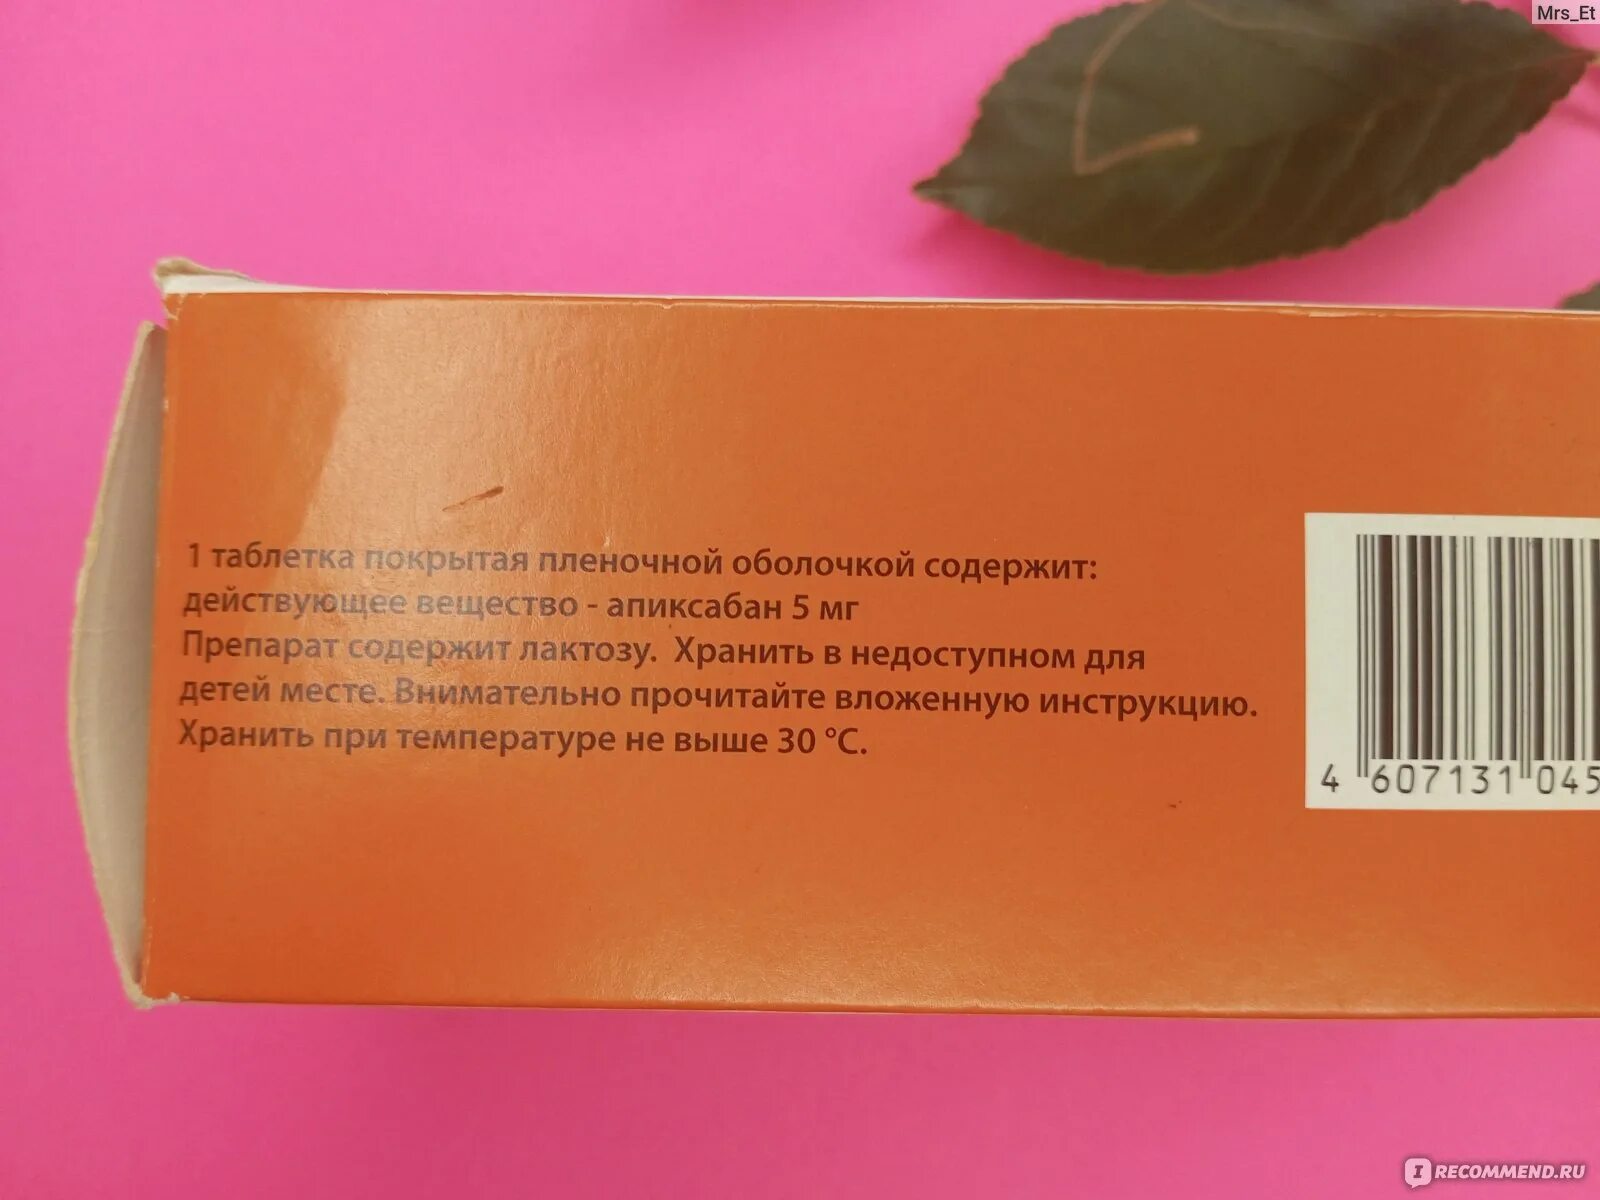 Mrs_Et
1 таблетка покрытая пленочной оболочкой содержит:
действующее вещество - апиксабан 5 мг
Препарат содержит лактозу. Хранить в недоступном для
детей месте. Внимательно прочитайте вложенную инструкцию.
Хранить при температуре не выше 30 °C.
4 607131 045
IRECOMMEND.RU